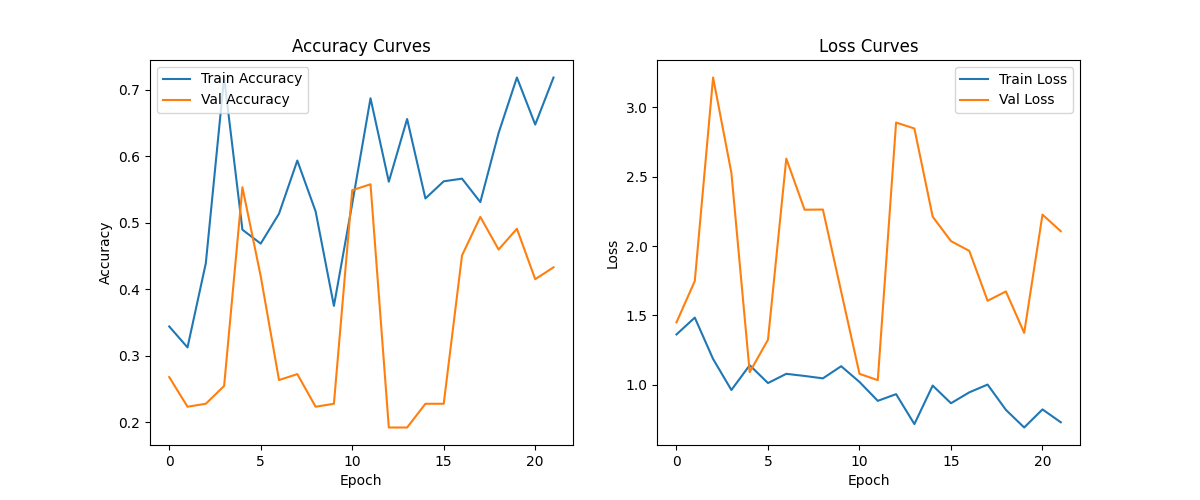 Accuracy Curves
Train Accuracy
Val Accuracy
0.7
0.6
0.5
0.4
0.3
0.2
Accuracy
0
5
10
15
20
Epoch
Loss Curves
Train Loss
Val Loss
3.0
2.5
2.0
1.5
1.0
Loss
0
5
10
15
20
Epoch